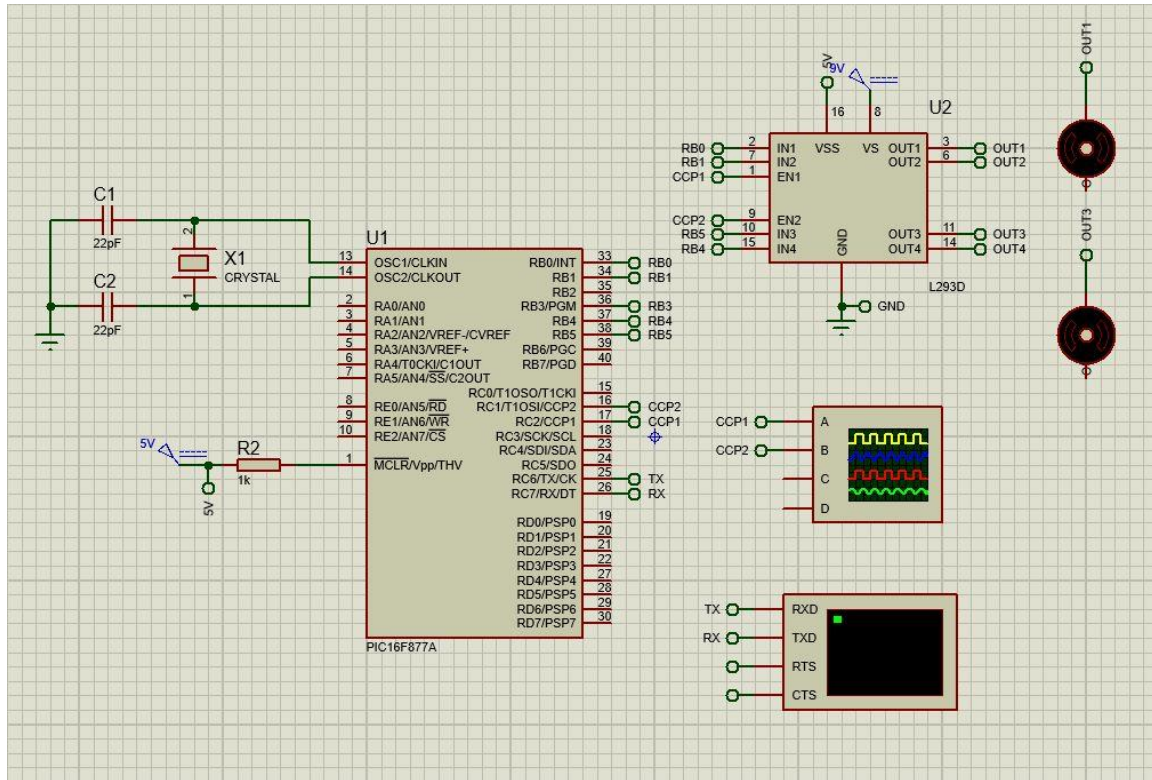 C1
22pF
C2
22pF
2
X1
CRYSTAL
1
U1
13 OSC1/CLKIN
14 OSC2/CLKOUT
2 RA0/AN0
3 RA1/AN1
4 RA2/AN2/VREF-/CVREF
5 RA3/AN3/VREF+
6 RA4/T0CKI/C1OUT
7 RA5/AN4/SS/C2OUT
8 RE0/AN5/RD
9 RE1/AN6/WR
10 RE2/AN7/CS
1 MCLR/Vpp/THV
RB0/INT 33 RB0
RB1 34 RB1
RB2 35
RB3/PGM 36 RB3
RB4 37 RB4
RB5 38 RB5
RB6/PGC 39
RB7/PGD 40
RC0/T1OSO/T1CKI 15
RC1/T1OSI/CCP2 16 CCP2
RC2/CCP1 17 CCP1
RC3/SCK/SCL 18
RC4/SDI/SDA 23
RC5/SDO 24
RC6/TX/CK 25 TX
RC7/RX/DT 26 RX
RD0/PSP0 19
RD1/PSP1 20
RD2/PSP2 21
RD3/PSP3 22
RD4/PSP4 27
RD5/PSP5 28
RD6/PSP6 29
RD7/PSP7 30
PIC16F877A
5V
R2
1k
5V
5V
9V
U2
16 8
VSS VS
RB0 2 IN1
RB1 7 IN2
CCP1 1 EN1
CCP2 9 EN2
RB5 10 IN3
RB4 15 IN4
OUT1 3 OUT1
OUT2 6 OUT2
OUT3 11 OUT3
OUT4 14 OUT4
GND
L293D
GND
OUT1
OUT3
CCP1 A
CCP2 B
C
D
TX RXD
RX TXD
RTS
CTS